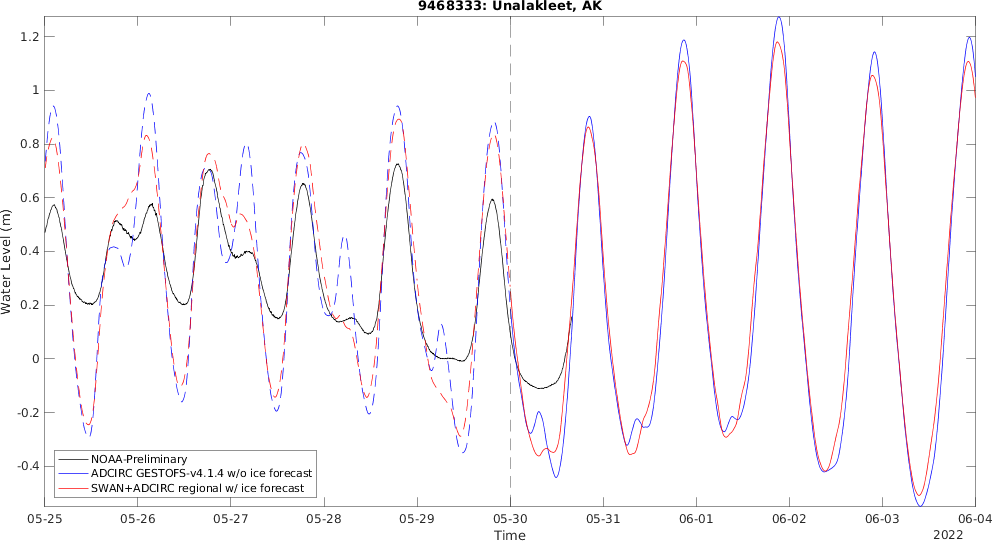 9468333: Unalakleet, AK
1.2
1
0.8
0.6
0.4
0.2
0
-0.2
-0.4
Water Level (m)
NOAA-Preliminary
ADCIRC GESTOFS-v4.1.4 w/o ice forecast
SWAN+ADCIRC regional w/ ice forecast
05-25 05-26 05-27 05-28 05-29 05-30 05-31 06-01 06-02 06-03 06-04
Time
2022